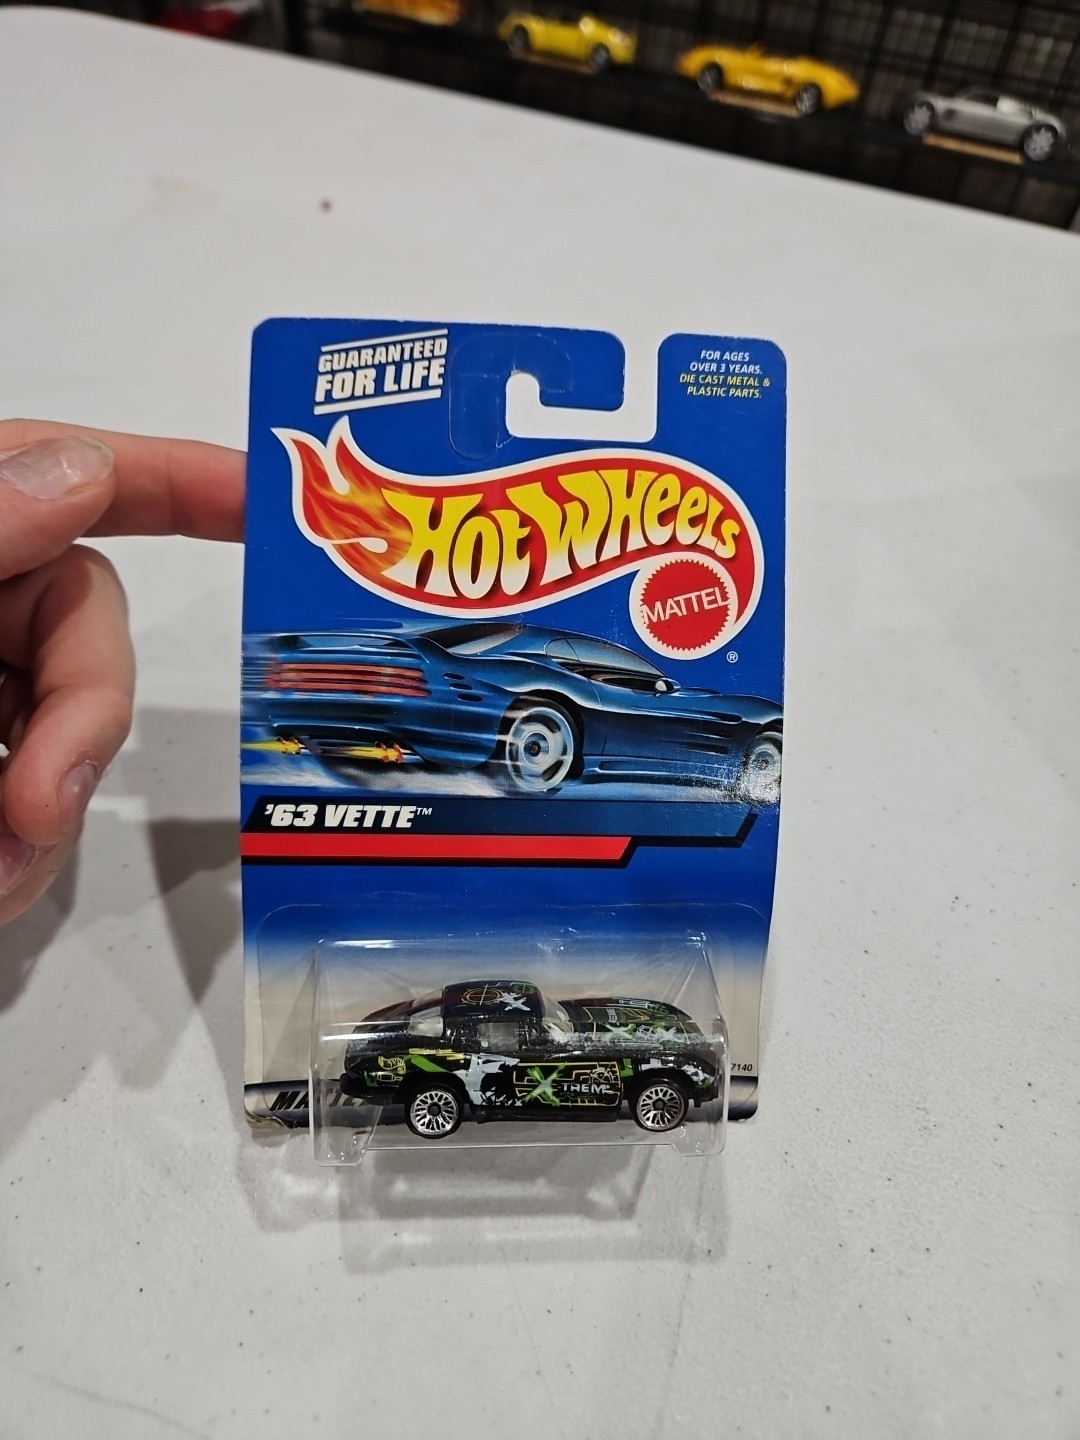 GUARANTEED
FOR LIFE
FOR AGES
OVER 3 YEARS.
DIE CAST METAL &
PLASTIC PARTS.
HOT WHEELS
MATTEL
®
'63 VETTE™
X-TREME
7140